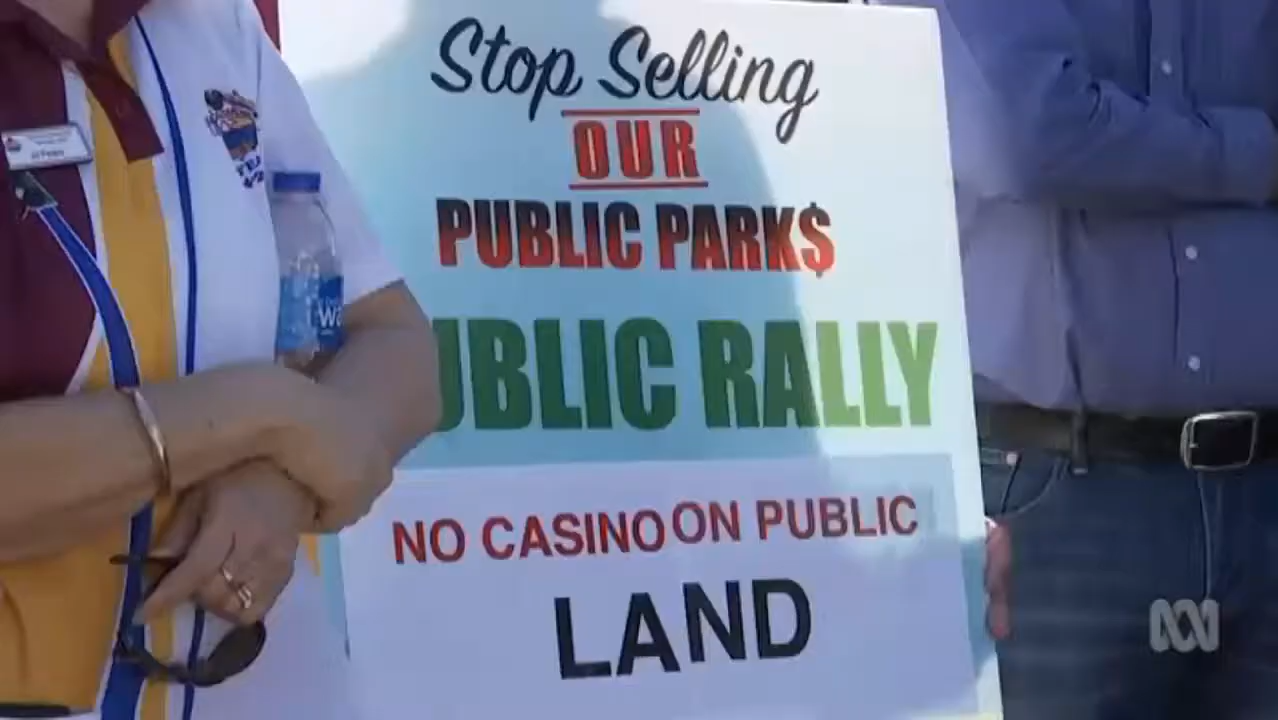 Stop Selling
OUR
PUBLIC PARK$
UBLIC RALLY
NO CASINO ON PUBLIC
LAND